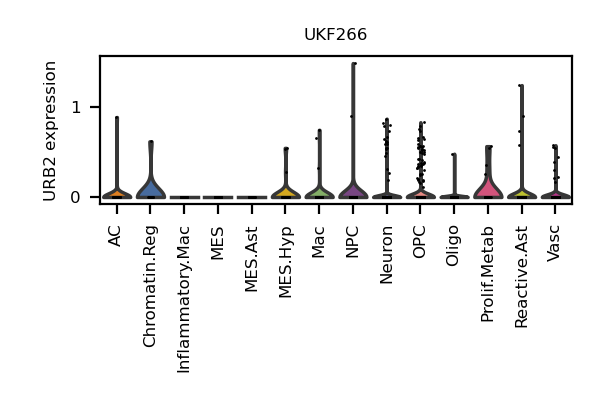 UKF266
URB2 expression
1
0
AC
Chromatin.Reg
Inflammatory.Mac
MES
MES.Ast
MES.Hyp
Mac
NPC
Neuron
OPC
Oligo
Prolif.Metab
Reactive.Ast
Vasc